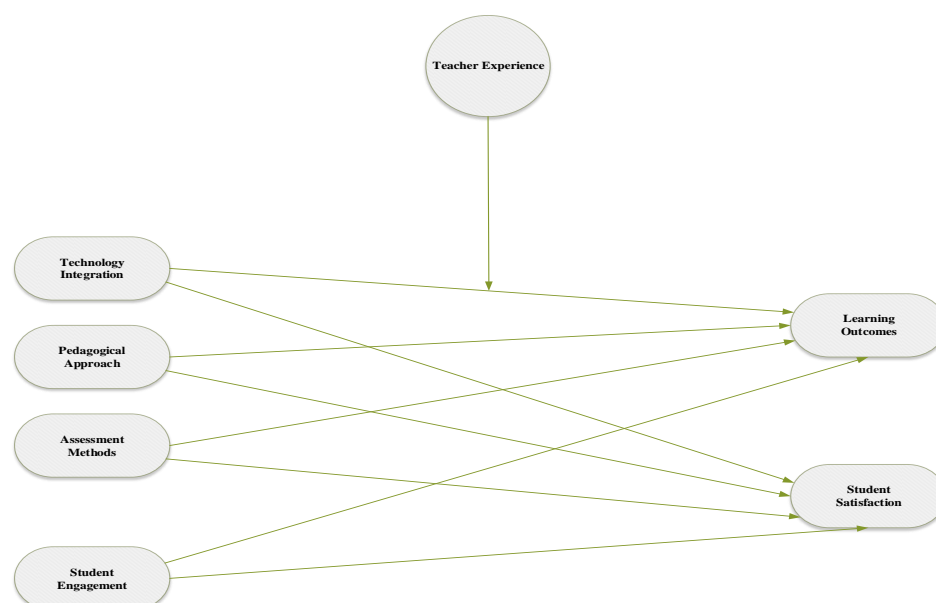 Teacher Experience
Technology
Integration
Learning
Outcomes
Pedagogical
Approach
Assessment
Methods
Student
Satisfaction
Student
Engagement